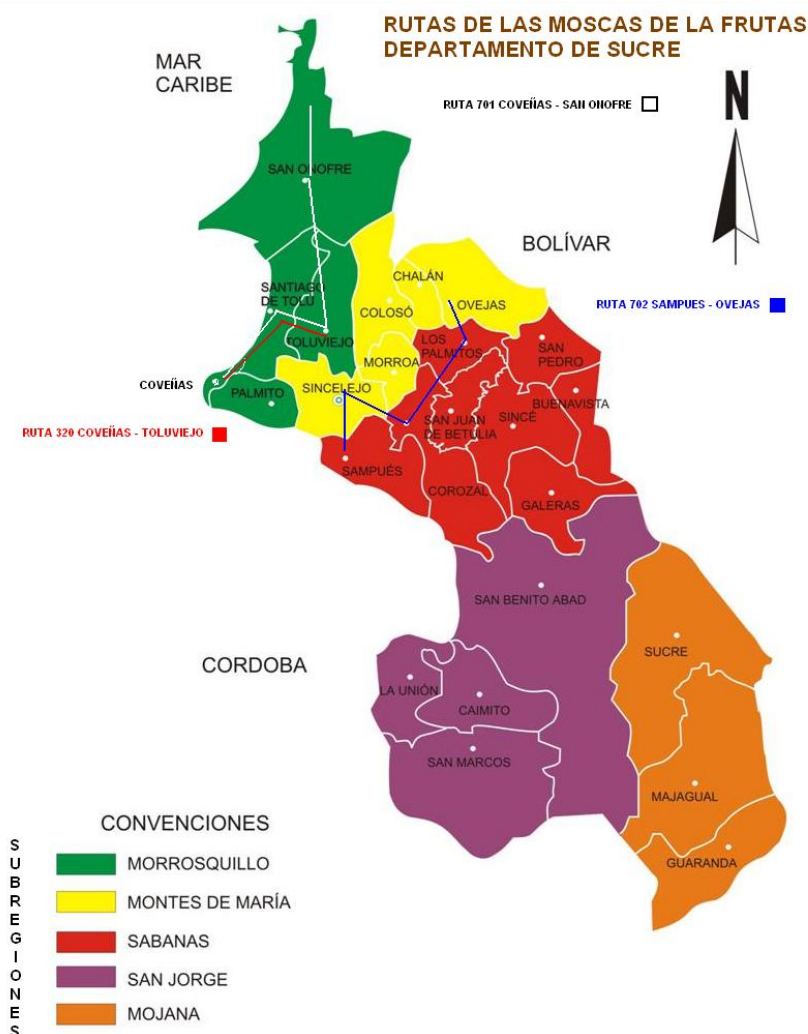 RUTAS DE LAS MOSCAS DE LA FRUTAS
DEPARTAMENTO DE SUCRE
MAR
CARIBE
RUTA 701 COVEÑAS - SAN ONOFRE
N
SAN ONOFRE
BOLÍVAR
CHALÁN
SANTIAGO
DE TOLÚ
COLOSÓ
OVEJAS
RUTA 702 SAMPUES - OVEJAS
TOLUVIEJO
LOS
PALMITOS
SAN
PEDRO
MORROA
COVEÑAS
PALMITO
SINCELEJO
BUENAVISTA
SAN JUAN
DE BETULIA
SINCÉ
RUTA 320 COVEÑAS - TOLUVIEJO
SAMPUÉS
COROZAL
GALERAS
SAN BENITO ABAD
CORDOBA
SUCRE
LA UNIÓN
CAIMITO
SAN MARCOS
MAJAGUAL
GUARANDA
CONVENCIONES
SUBREGIONES
MORROSQUILLO
MONTES DE MARÍA
SABANAS
SAN JORGE
MOJANA